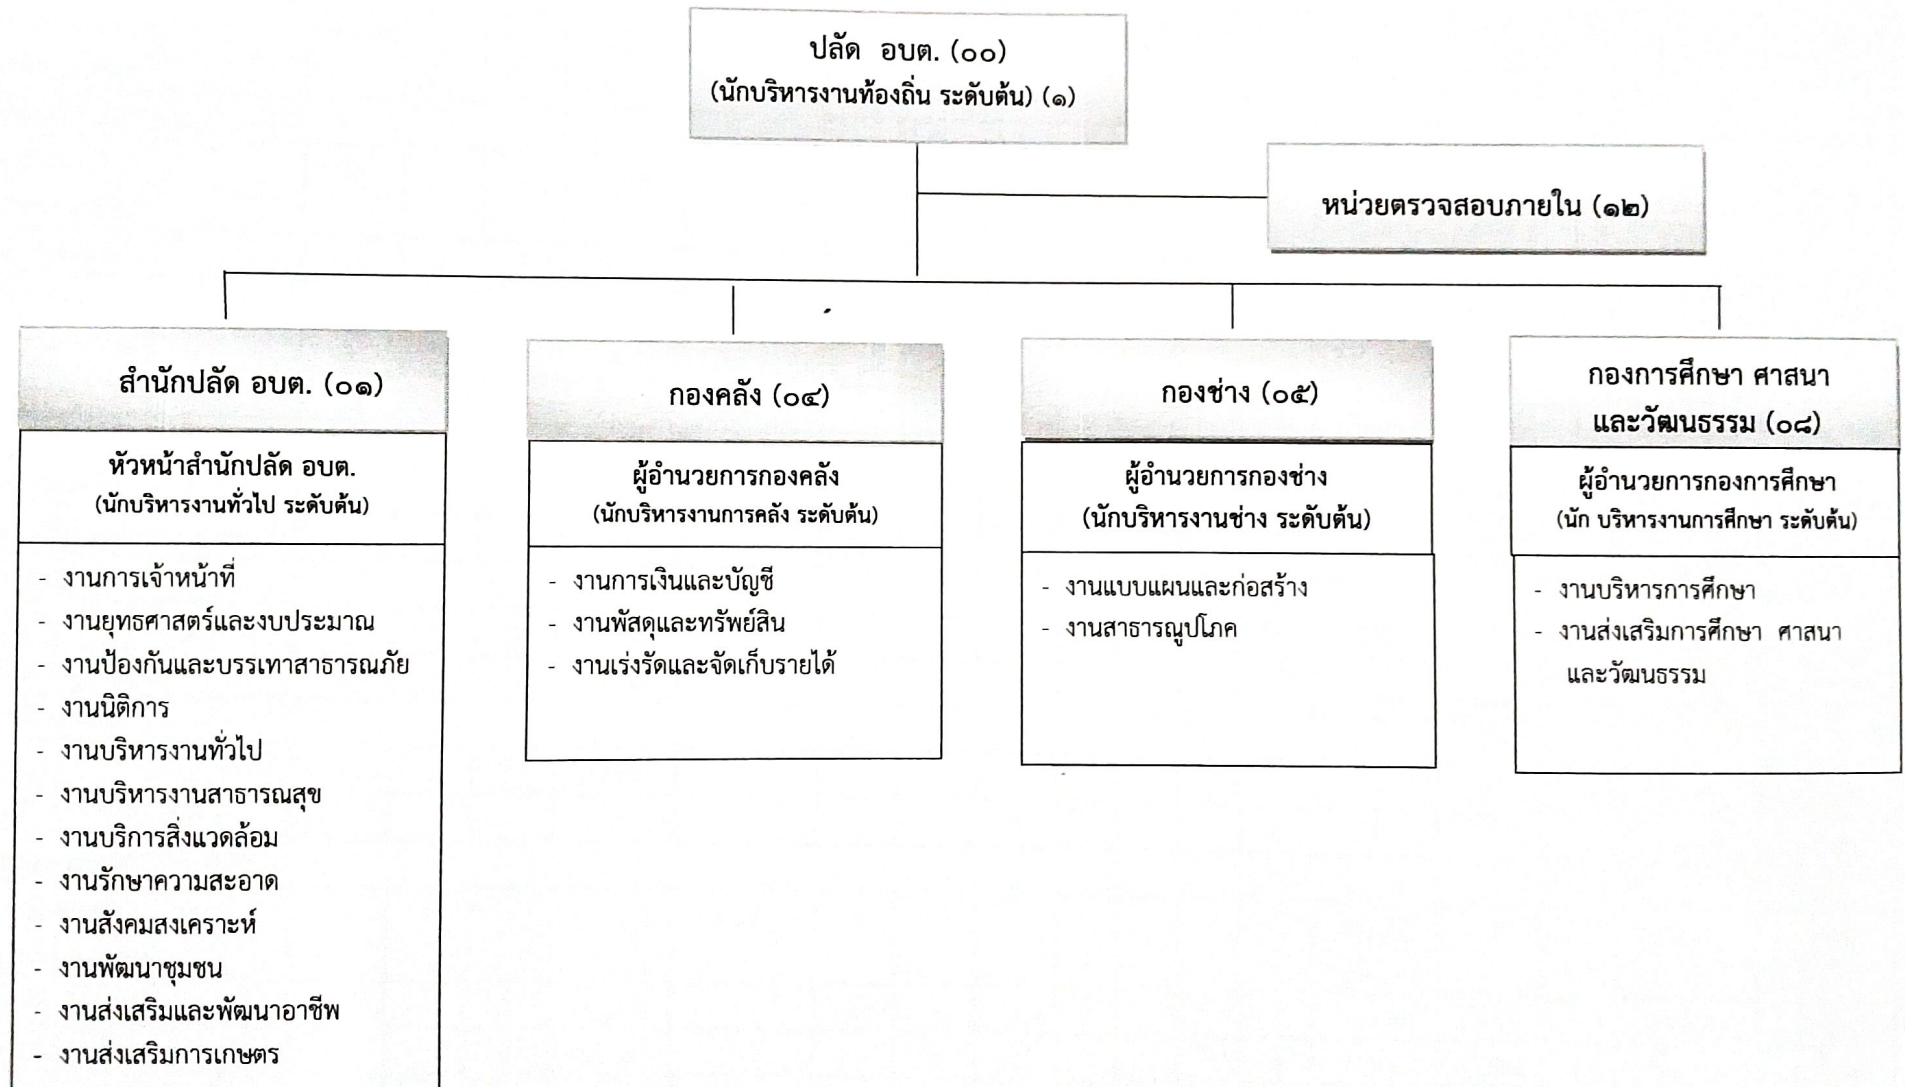 ปลัด อบต. (๐๐)
(นักบริหารงานท้องถิ่น ระดับต้น) (๑)
หน่วยตรวจสอบภายใน (๑๒)
สำนักปลัด อบต. (๐๑)
หัวหน้าสำนักปลัด อบต.
(นักบริหารงานทั่วไป ระดับต้น)
- งานการเจ้าหน้าที่
- งานยุทธศาสตร์และงบประมาณ
- งานป้องกันและบรรเทาสาธารณภัย
- งานนิติการ
- งานบริหารงานทั่วไป
- งานบริหารงานสาธารณสุข
- งานบริการสิ่งแวดล้อม
- งานรักษาความสะอาด
- งานสังคมสงเคราะห์
- งานพัฒนาชุมชน
- งานส่งเสริมและพัฒนาอาชีพ
- งานส่งเสริมการเกษตร
กองคลัง (๐๔)
ผู้อำนวยการกองคลัง
(นักบริหารงานการคลัง ระดับต้น)
- งานการเงินและบัญชี
- งานพัสดุและทรัพย์สิน
- งานเร่งรัดและจัดเก็บรายได้
กองช่าง (๐๕)
ผู้อำนวยการกองช่าง
(นักบริหารงานช่าง ระดับต้น)
- งานแบบแผนและก่อสร้าง
- งานสาธารณูปโภค
กองการศึกษา ศาสนา
และวัฒนธรรม (๐๘)
ผู้อำนวยการกองการศึกษา
(นัก บริหารงานการศึกษา ระดับต้น)
- งานบริหารการศึกษา
- งานส่งเสริมการศึกษา ศาสนา
และวัฒนธรรม